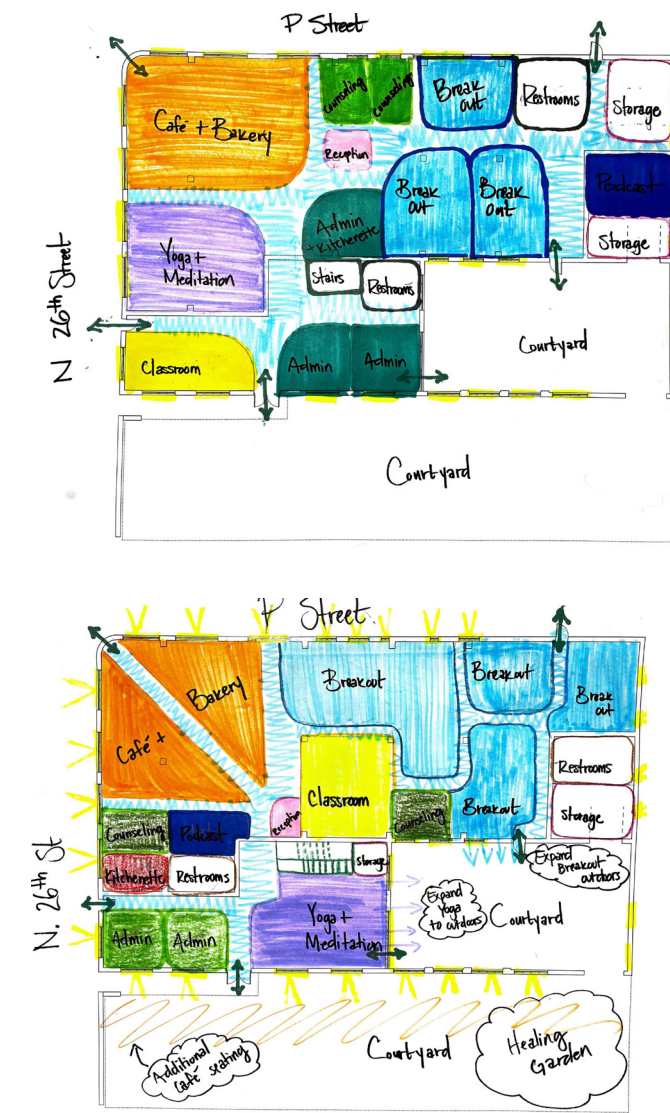 P Street
Café + Bakery
Counseling
Counseling
Break
out
Restrooms
Storage
Reception
Break
out
Break
out
Podcast
Admin
+ Kitchenette
Storage
Yoga +
Meditation
Stairs
Restrooms
N 26th Street
Courtyard
Classroom
Admin
Admin
Courtyard
P Street
Bakery
Breakout
Breakout
Break
out
Café +
Classroom
Restrooms
Reception
Counseling
Breakout
Storage
Counseling
Podcast
Kitchenette
Restrooms
Storage
Expand
Breakout
outdoors
N. 26th St
Admin
Admin
Yoga +
Meditation
Expand
Yoga
to outdoors
Courtyard
Additional
Café seating
Courtyard
Healing
Garden